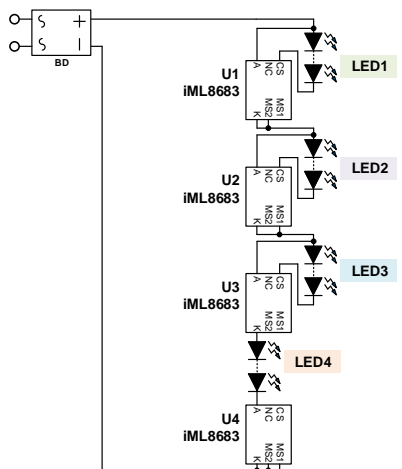 BD
A
NC
CS
U1
iML8683
LED1
K
MS2
MS1
A
NC
CS
U2
iML8683
LED2
K
MS2
MS1
A
NC
CS
U3
iML8683
LED3
K
MS2
MS1
LED4
A
NC
CS
U4
iML8683
K
MS2
MS1